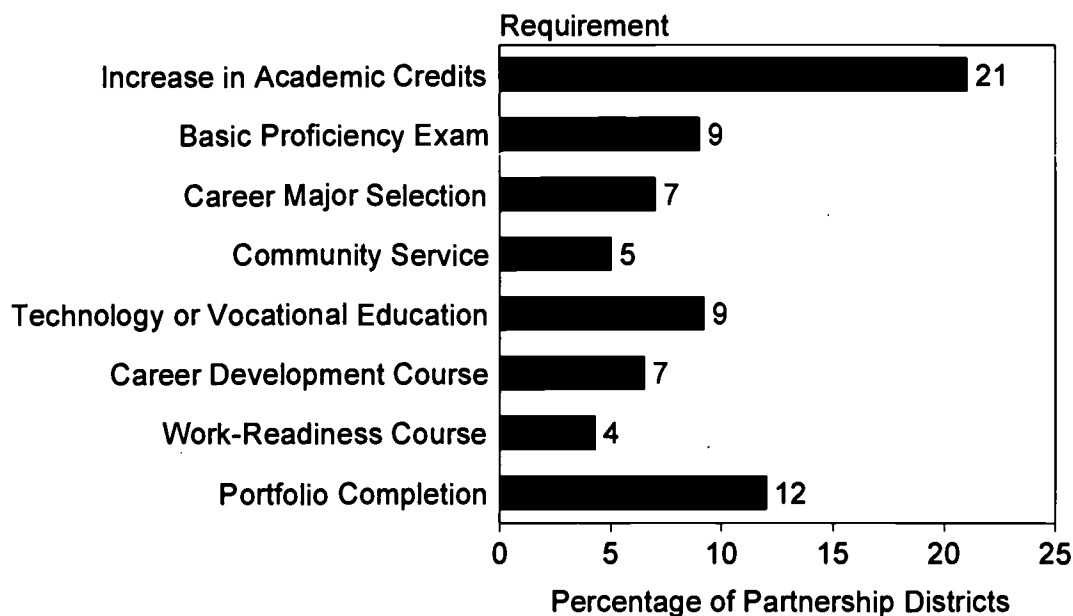 Requirement
Increase in Academic Credits 21
Basic Proficiency Exam 9
Career Major Selection 7
Community Service 5
Technology or Vocational Education 9
Career Development Course 7
Work-Readiness Course 4
Portfolio Completion 12
0 5 10 15 20 25
Percentage of Partnership Districts